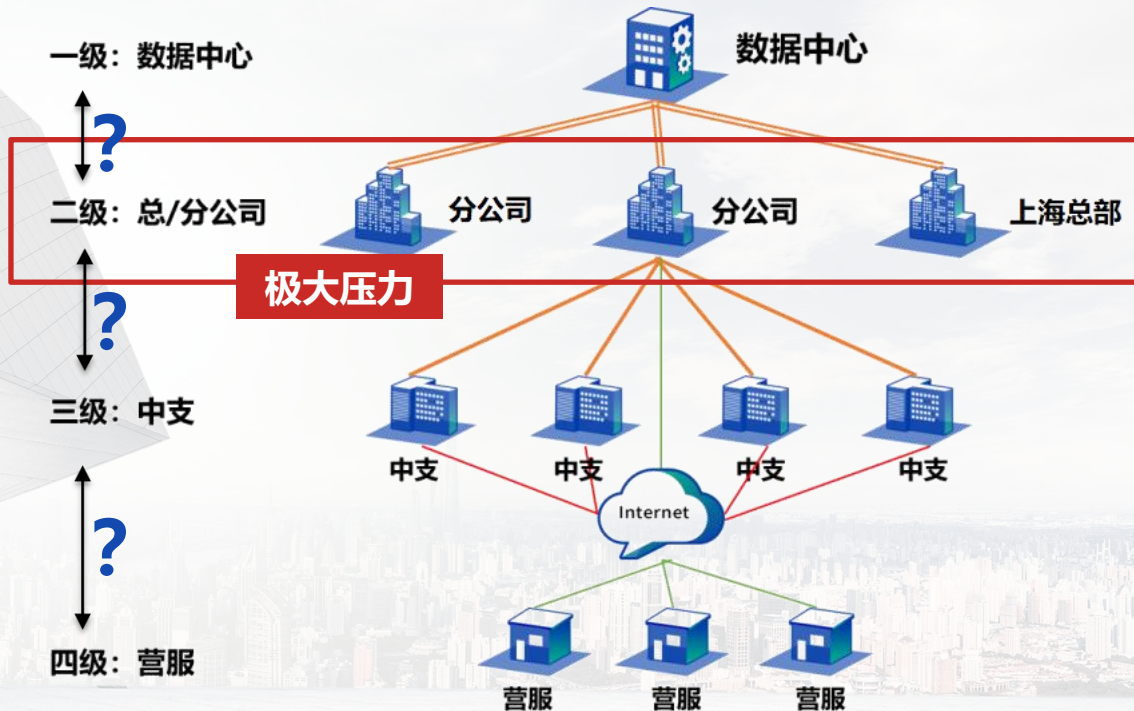 一级：数据中心
数据中心
?
二级：总/分公司
分公司
分公司
上海总部
极大压力
?
三级：中支
中支
中支
中支
中支
Internet
?
四级：营服
营服
营服
营服